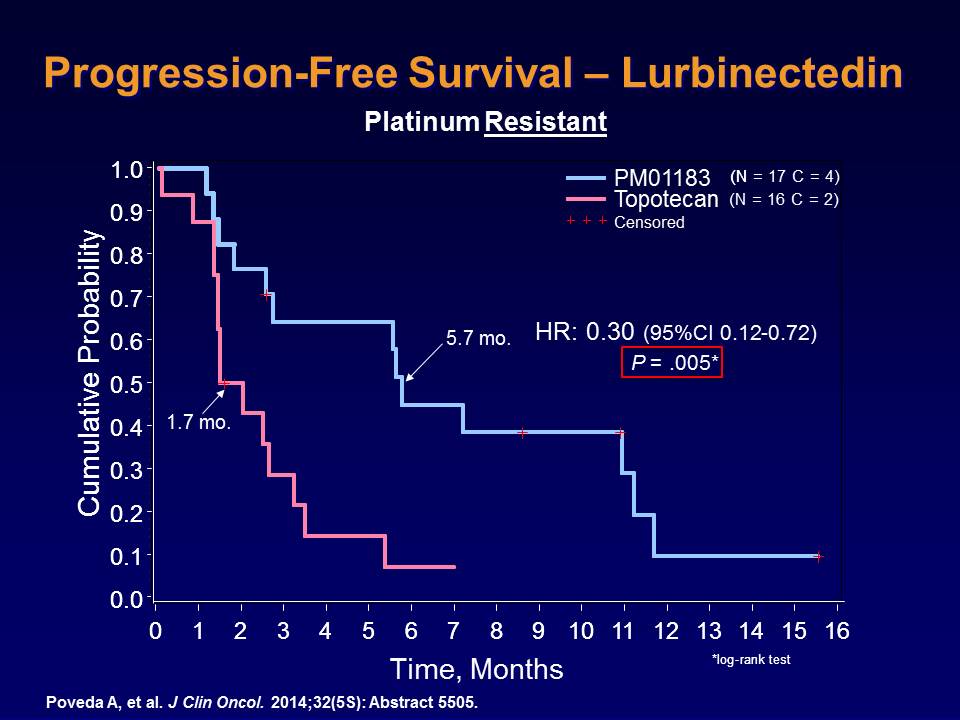 Progression-Free Survival – Lurbinectedin
Platinum Resistant
PM01183 (N = 17 C = 4)
Topotecan (N = 16 C = 2)
+ + + Censored
Cumulative Probability
1.0
0.9
0.8
0.7
0.6
0.5
0.4
0.3
0.2
0.1
0.0
HR: 0.30 (95%CI 0.12-0.72)
P = .005*
5.7 mo.
1.7 mo.
0 1 2 3 4 5 6 7 8 9 10 11 12 13 14 15 16
Time, Months
*log-rank test
Poveda A, et al. J Clin Oncol. 2014;32(5S): Abstract 5505.